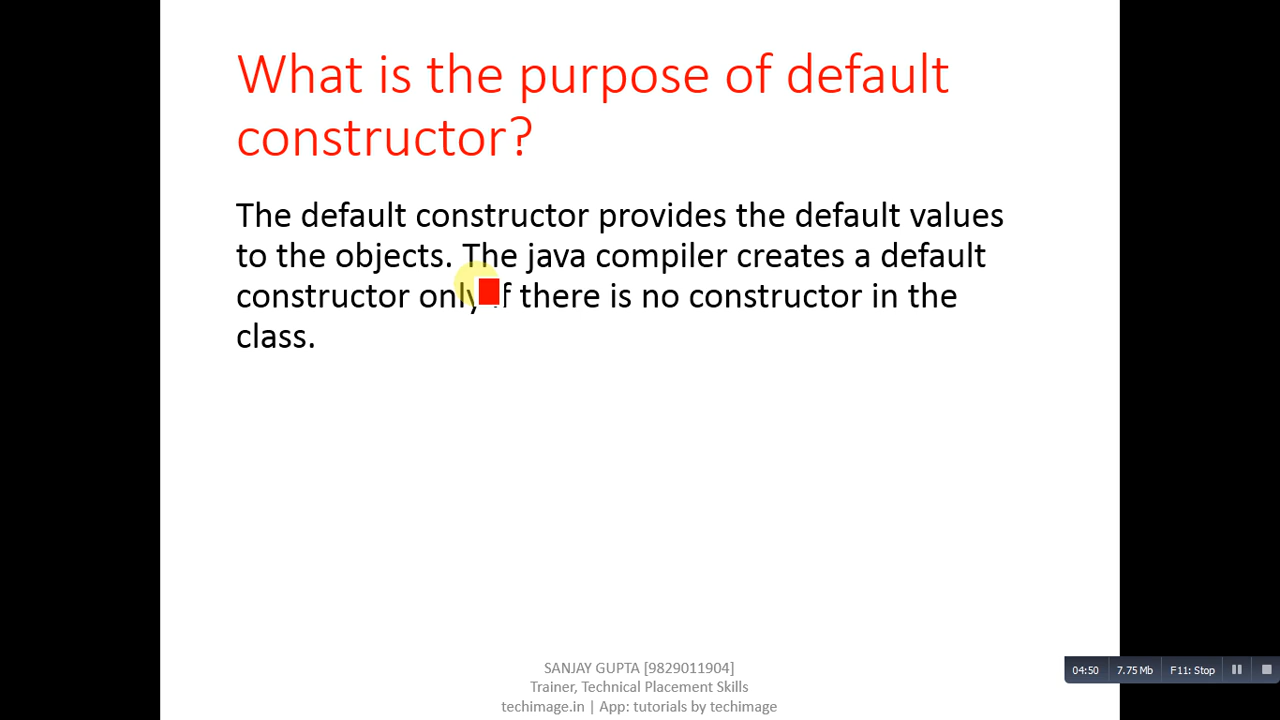 What is the purpose of default
constructor?
The default constructor provides the default values
to the objects. The java compiler creates a default
constructor only if there is no constructor in the
class.
SANJAY GUPTA [9829011904]
Trainer, Technical Placement Skills
techimage.in | App: tutorials by techimage
04:50 7.75 Mb F11: Stop